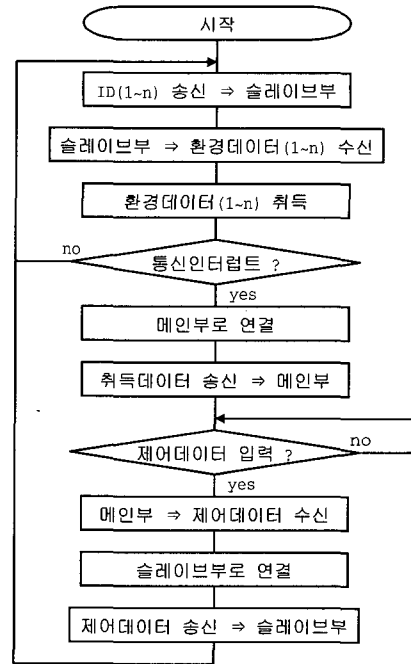 시작
ID(1~n) 송신 ⇒ 슬레이브부
슬레이브부 ⇒ 환경데이터(1~n) 수신
환경데이터(1~n) 취득
no
통신인터럽트 ?
yes
메인부로 연결
취득데이터 송신 ⇒ 메인부
제어데이터 입력 ?
no
yes
메인부 ⇒ 제어데이터 수신
슬레이브부로 연결
제어데이터 송신 ⇒ 슬레이브부